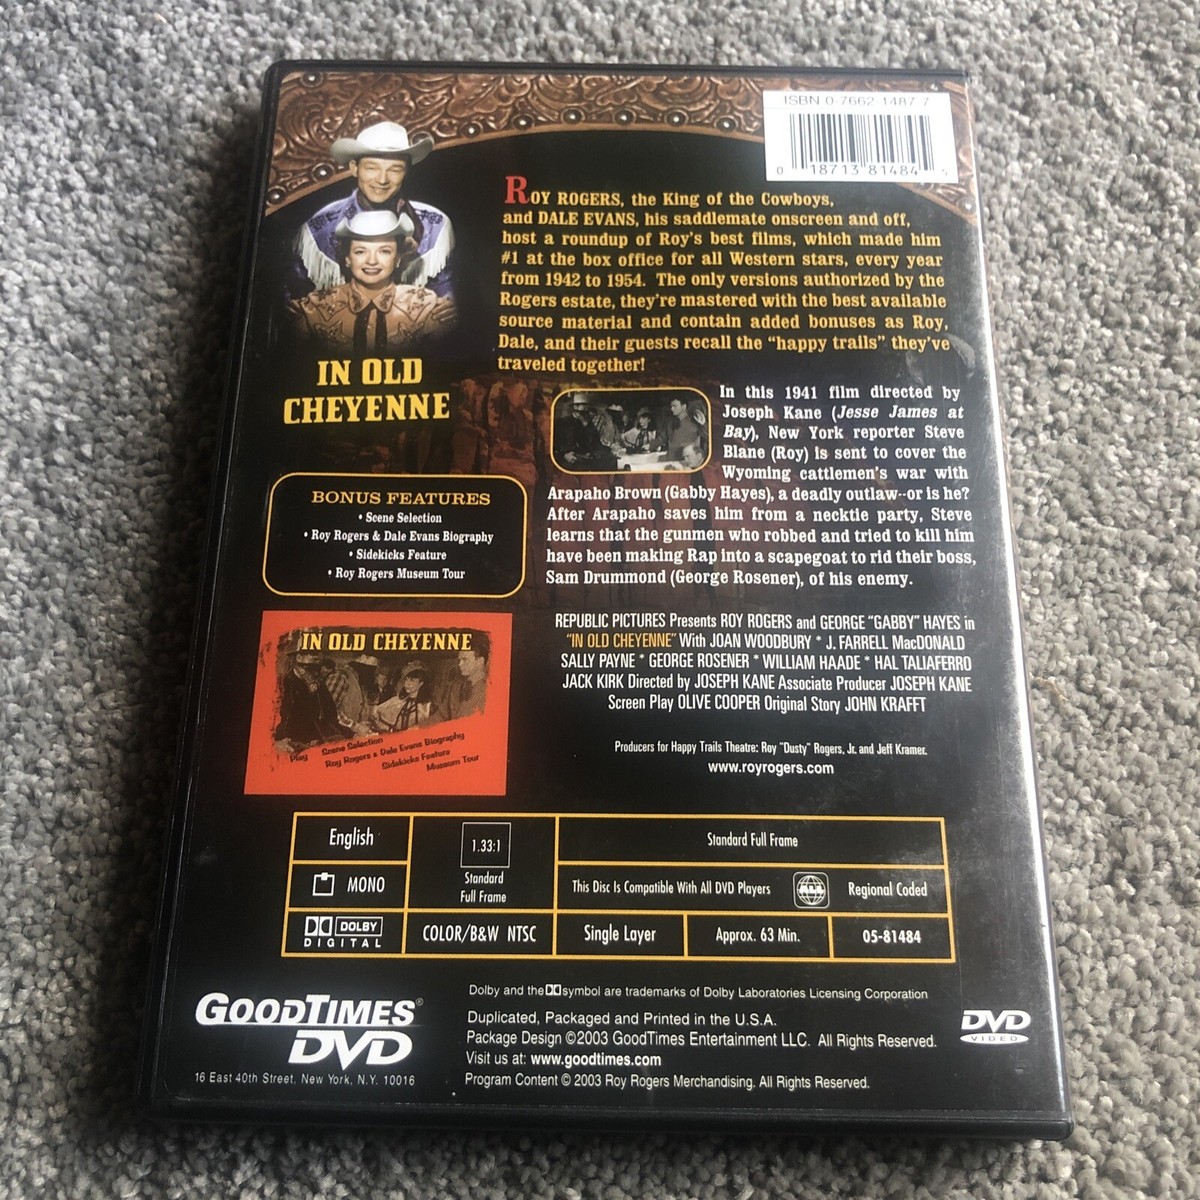 ISBN 0-7662-1487-7
0 18713 81484 5
ROY ROGERS, the King of the Cowboys,
and DALE EVANS, his saddlemate onscreen and off,
host a roundup of Roy's best films, which made him
#1 at the box office for all Western stars, every year
from 1942 to 1954. The only versions authorized by the
Rogers estate, they're mastered with the best available
source material and contain added bonuses as Roy,
Dale, and their guests recall the "happy trails" they've
traveled together!
IN OLD
CHEYENNE
In this 1941 film directed by
Joseph Kane (Jesse James at
Bay), New York reporter Steve
Blane (Roy) is sent to cover the
Wyoming cattlemen's war with
Arapaho Brown (Gabby Hayes), a deadly outlaw--or is he?
After Arapaho saves him from a necktie party, Steve
learns that the gunmen who robbed and tried to kill him
have been making Rap into a scapegoat to rid their boss,
Sam Drummond (George Rosener), of his enemy.
BONUS FEATURES
• Scene Selection
• Roy Rogers & Dale Evans Biography
• Sidekicks Feature
• Roy Rogers Museum Tour
REPUBLIC PICTURES Presents ROY ROGERS and GEORGE "GABBY" HAYES in
"IN OLD CHEYENNE" With JOAN WOODBURY * J. FARRELL MacDONALD
SALLY PAYNE * GEORGE ROSENER * WILLIAM HAADE * HAL TALIAFERRO
JACK KIRK Directed by JOSEPH KANE Associate Producer JOSEPH KANE
Screen Play OLIVE COOPER Original Story JOHN KRAFFT
Producers for Happy Trails Theatre: Roy "Dusty" Rogers, Jr. and Jeff Kramer.
www.royrogers.com
IN OLD CHEYENNE
Play
Scene Selection
Roy Rogers & Dale Evans Biography
Sidekicks Feature
Museum Tour
English
MONO
DOLBY
DIGITAL
1.33:1
Standard
Full Frame
COLOR/B&W NTSC
Standard Full Frame
This Disc Is Compatible With All DVD Players
ALL
Regional Coded
Single Layer
Approx. 63 Min.
05-81484
GOODTIMES®
DVD
16 East 40th Street, New York, N.Y. 10016
Dolby and the DD symbol are trademarks of Dolby Laboratories Licensing Corporation
Duplicated, Packaged and Printed in the U.S.A.
Package Design ©2003 GoodTimes Entertainment LLC. All Rights Reserved.
Visit us at: www.goodtimes.com
Program Content © 2003 Roy Rogers Merchandising. All Rights Reserved.
DVD
VIDEO